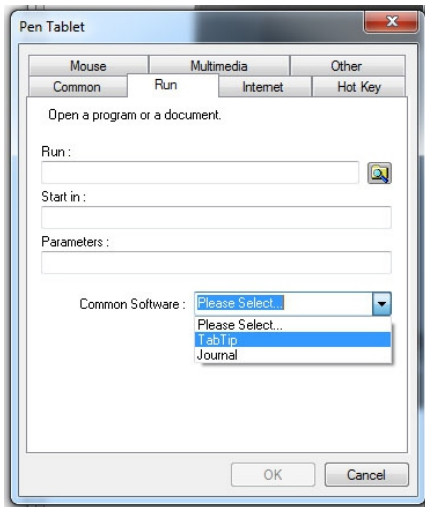 Pen Tablet
Mouse Multimedia Other
Common Run Internet Hot Key
Open a program or a document.
Run :
Start in :
Parameters :
Common Software : Please Select...
Please Select...
TabTip
Journal
OK Cancel